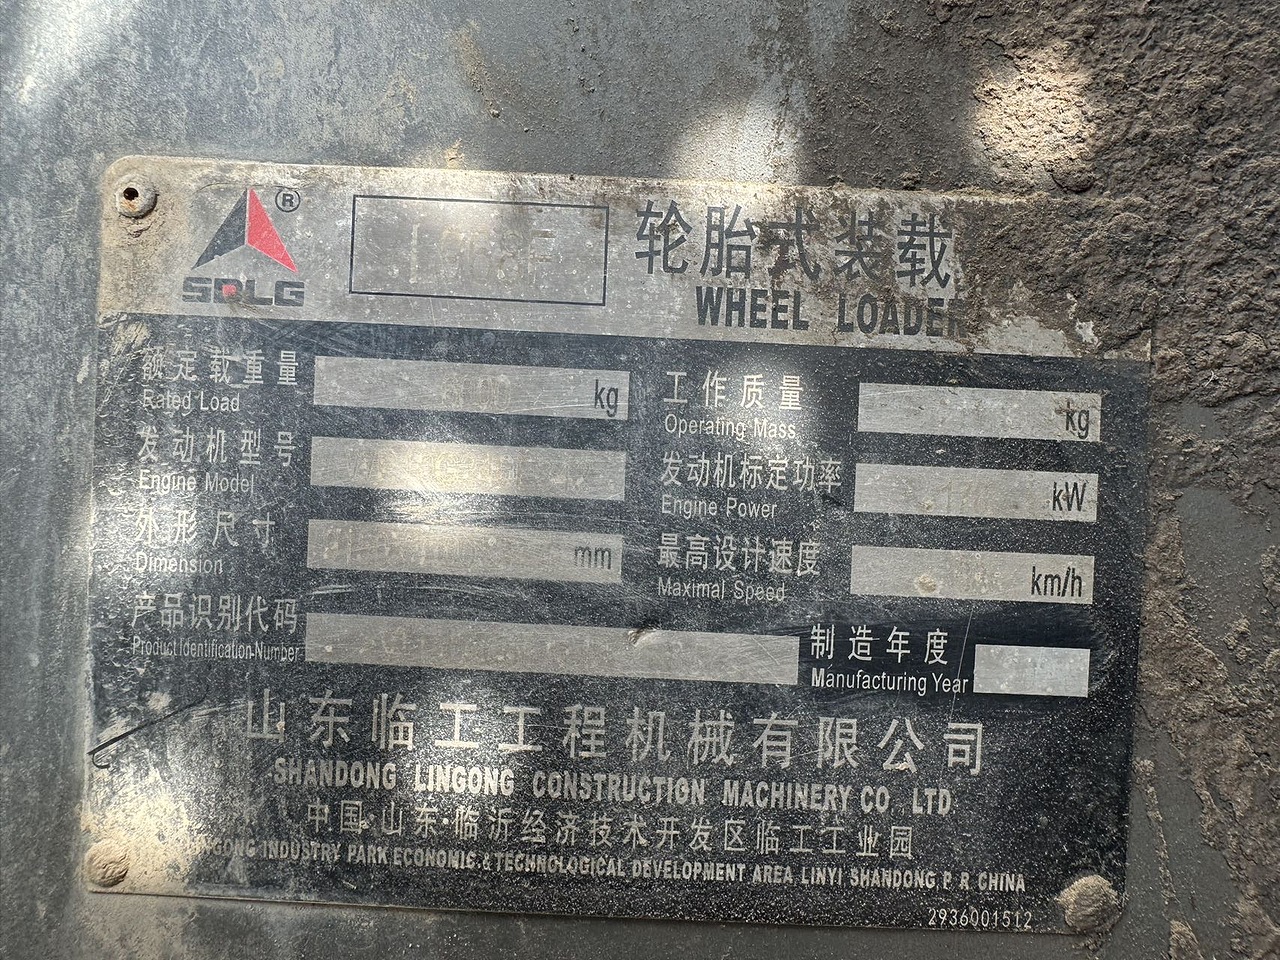 ®
SDLG
轮胎式装载
WHEEL LOADER
额定载重量
Rated Load
kg
工作质量
Operating Mass
kg
发动机型号
Engine Model
发动机标定功率
Engine Power
kW
外形尺寸
Dimension
mm
最高设计速度
Maximal Speed
km/h
产品识别代码
Product Identification Number
制造年度
Manufacturing Year
山东临工工程机械有限公司
SHANDONG LINGONG CONSTRUCTION MACHINERY CO LTD
中国·山东·临沂经济技术开发区临工工业园
LINGONG INDUSTRY PARK ECONOMIC & TECHNOLOGICAL DEVELOPMENT AREA LINYI SHANDONG, P R CHINA
2936001512